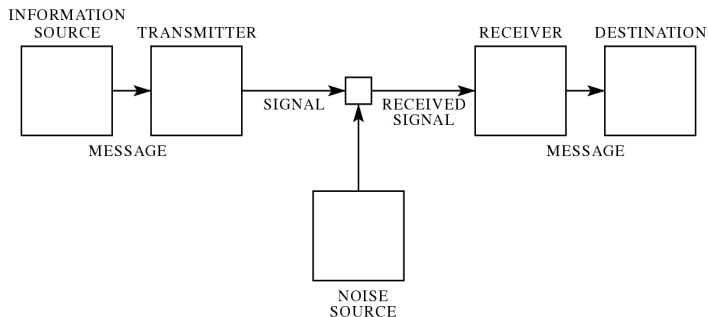 INFORMATION
SOURCE
TRANSMITTER
RECEIVER
DESTINATION
SIGNAL
RECEIVED
SIGNAL
MESSAGE
MESSAGE
NOISE
SOURCE